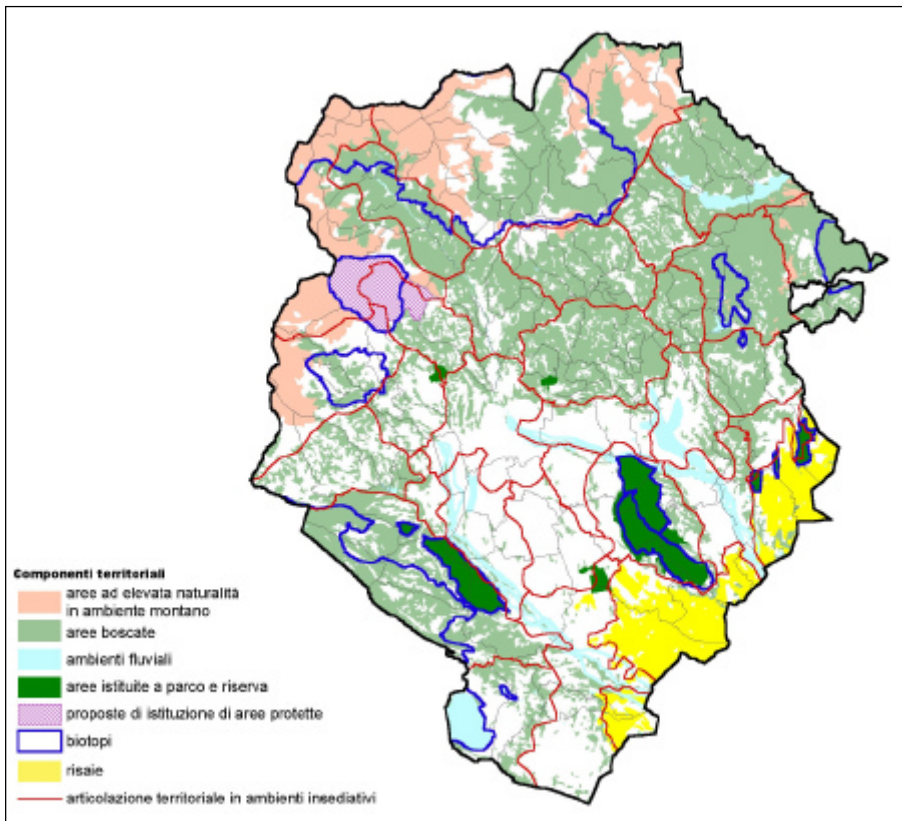 Componenti territoriali
aree ad elevata naturalità
in ambiente montano
aree boscate
ambienti fluviali
aree istituite a parco e riserva
proposte di istituzione di aree protette
biotopi
risaie
articolazione territoriale in ambienti insediativi